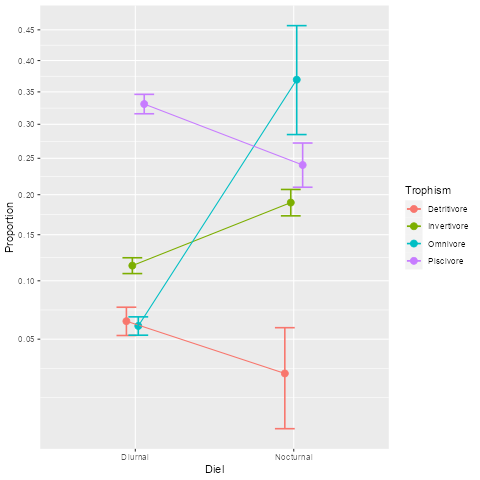 0.45
0.40
0.35
0.30
0.25
0.20
0.15
0.10
0.05
Proportion
Diurnal
Nocturnal
Diel
Trophism
Detritivore
Invertivore
Omnivore
Piscivore